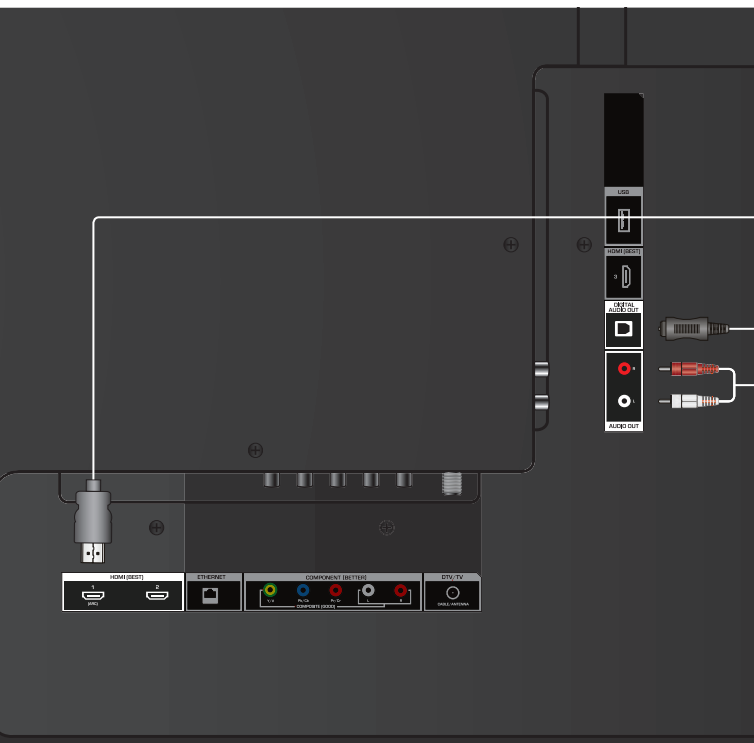 USB
HDMI (BEST)
3
DIGITAL
AUDIO OUT
R
L
AUDIO OUT
HDMI (BEST)
1
2
(ARC)
ETHERNET
COMPONENT (BETTER)
Y/V
Pb/Cb
Pr/Cr
L
R
COMPOSITE (GOOD)
DTV/TV
CABLE/ANTENNA